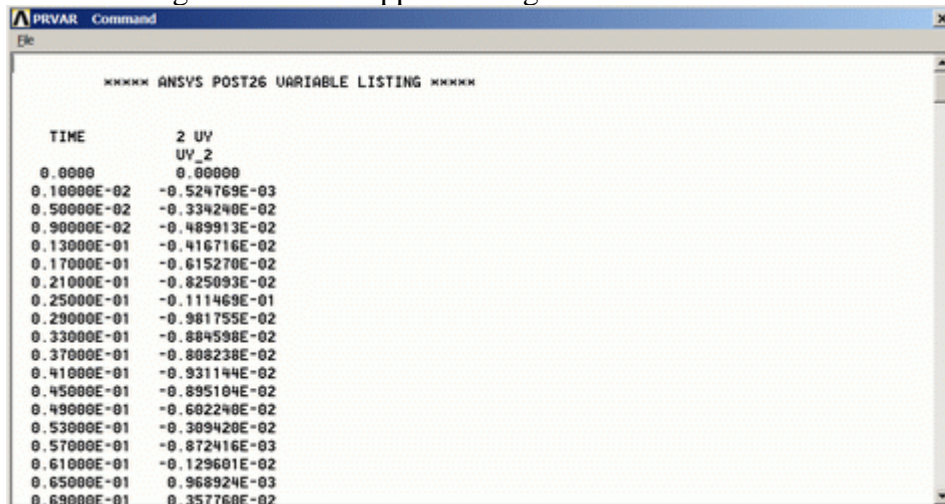 PRVAR Command
File
***** ANSYS POST26 VARIABLE LISTING *****
TIME 2 UY
UY_2
0.0000 0.00000
0.10000E-02 -0.524769E-03
0.50000E-02 -0.334240E-02
0.90000E-02 -0.489913E-02
0.13000E-01 -0.416716E-02
0.17000E-01 -0.615270E-02
0.21000E-01 -0.825093E-02
0.25000E-01 -0.111469E-01
0.29000E-01 -0.981755E-02
0.33000E-01 -0.884598E-02
0.37000E-01 -0.808238E-02
0.41000E-01 -0.931144E-02
0.45000E-01 -0.895104E-02
0.49000E-01 -0.602240E-02
0.53000E-01 -0.309420E-02
0.57000E-01 -0.872416E-03
0.61000E-01 -0.129601E-02
0.65000E-01 0.968924E-03
0.69000E-01 0.357760E-02